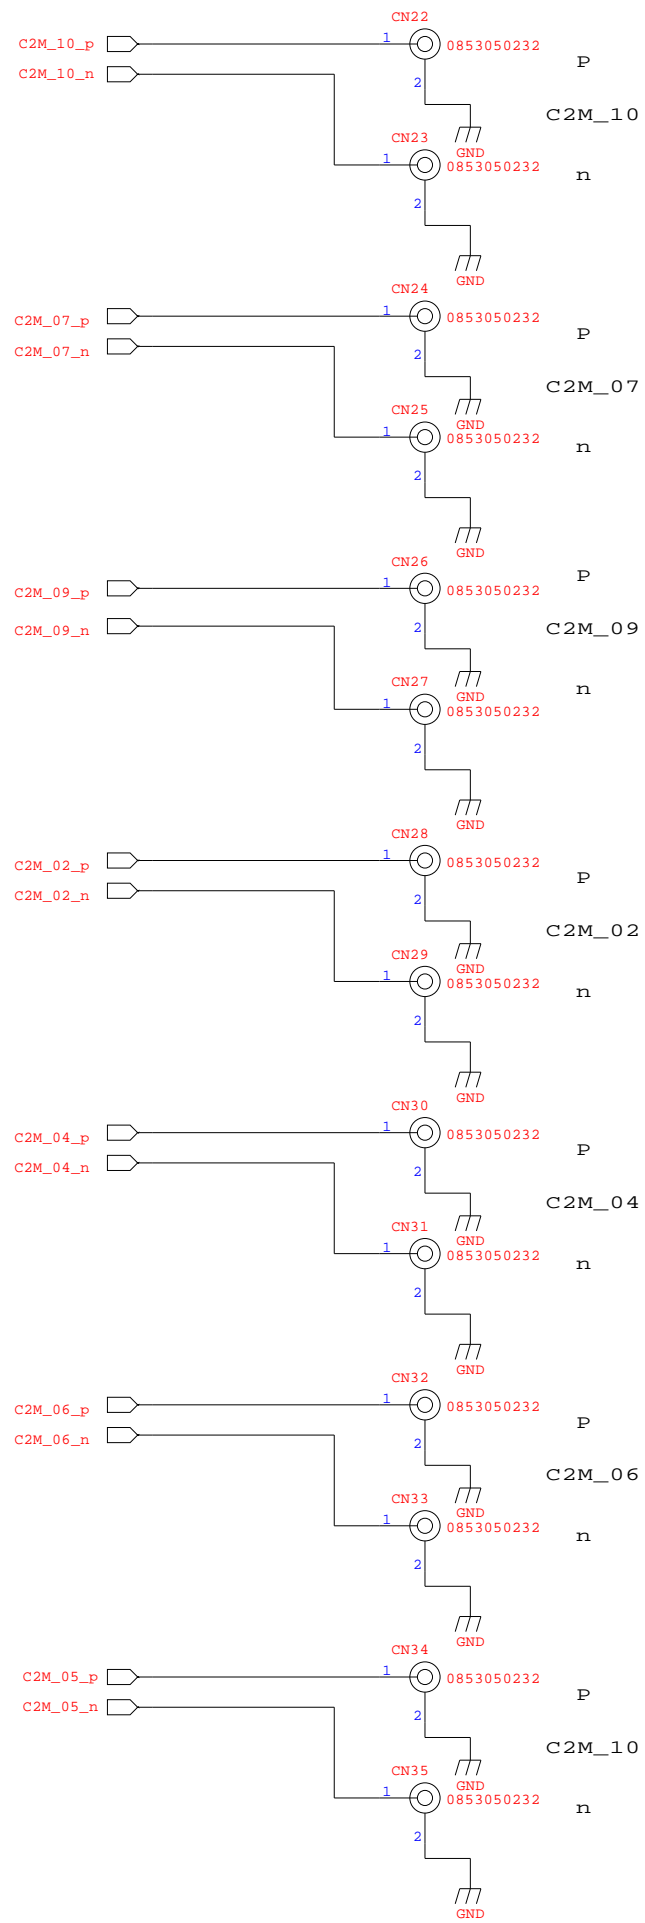 CN22
C2M_10_p
1
0853050232
P
C2M_10_n
2
C2M_10
CN23
GND
1
0853050232
n
2
GND
CN24
C2M_07_p
1
0853050232
P
C2M_07_n
2
C2M_07
CN25
GND
1
0853050232
n
2
GND
CN26
C2M_09_p
1
0853050232
P
C2M_09_n
2
C2M_09
CN27
GND
1
0853050232
n
2
GND
CN28
C2M_02_p
1
0853050232
P
C2M_02_n
2
C2M_02
CN29
GND
1
0853050232
n
2
GND
CN30
C2M_04_p
1
0853050232
P
C2M_04_n
2
C2M_04
CN31
GND
1
0853050232
n
2
GND
CN32
C2M_06_p
1
0853050232
P
C2M_06_n
2
C2M_06
CN33
GND
1
0853050232
n
2
GND
CN34
C2M_05_p
1
0853050232
P
C2M_05_n
2
C2M_10
CN35
GND
1
0853050232
n
2
GND